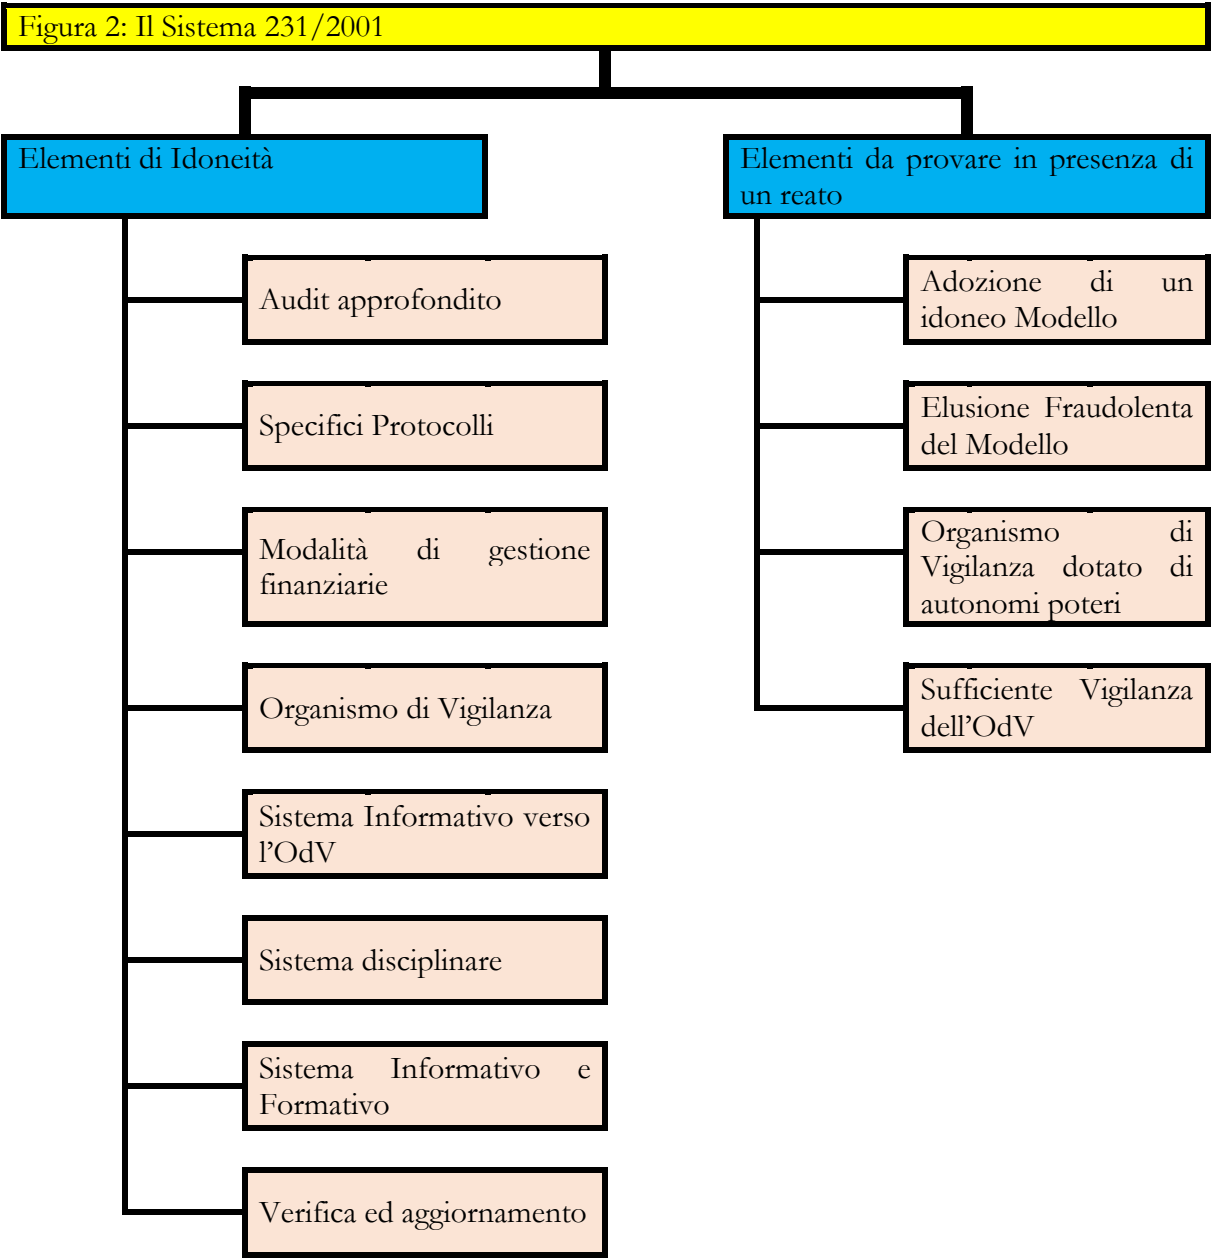 Figura 2: Il Sistema 231/2001
Elementi di Idoneità
Audit approfondito
Specifici Protocolli
Modalità di gestione
finanziarie
Organismo di Vigilanza
Sistema Informativo verso
l’OdV
Sistema disciplinare
Sistema Informativo e
Formativo
Verifica ed aggiornamento
Elementi da provare in presenza di
un reato
Adozione di un
idoneo Modello
Elusione Fraudolenta
del Modello
Organismo di
Vigilanza dotato di
autonomi poteri
Sufficiente Vigilanza
dell’OdV